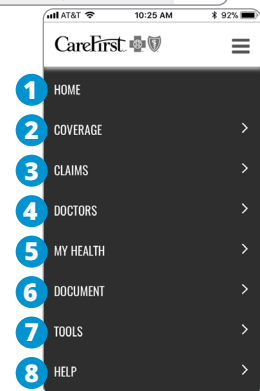 AT&T 10:25 AM 92%
CareFirst
1 HOME
2 COVERAGE
3 CLAIMS
4 DOCTORS
5 MY HEALTH
6 DOCUMENT
7 TOOLS
8 HELP